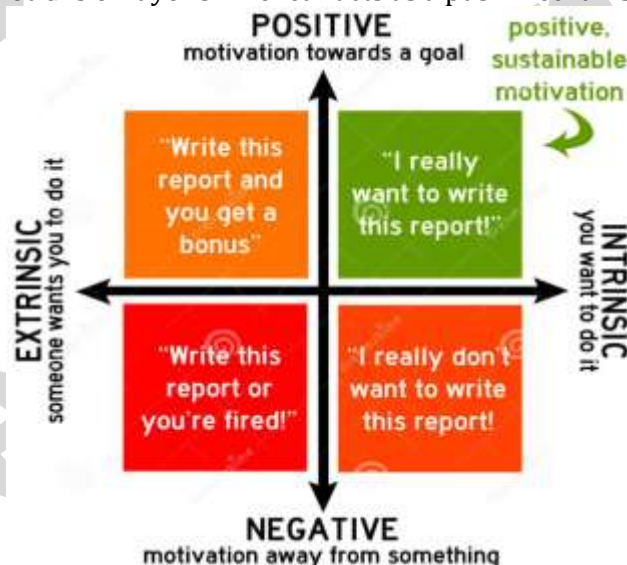 POSITIVE
motivation towards a goal
positive,
sustainable
motivation
"Write this
report and
you get a
bonus"
"I really
want to write
this report!"
EXTRINSIC
someone wants you to do it
INTRINSIC
you want to do it
"Write this
report or
you're fired!"
"I really don't
want to write
this report!
NEGATIVE
motivation away from something